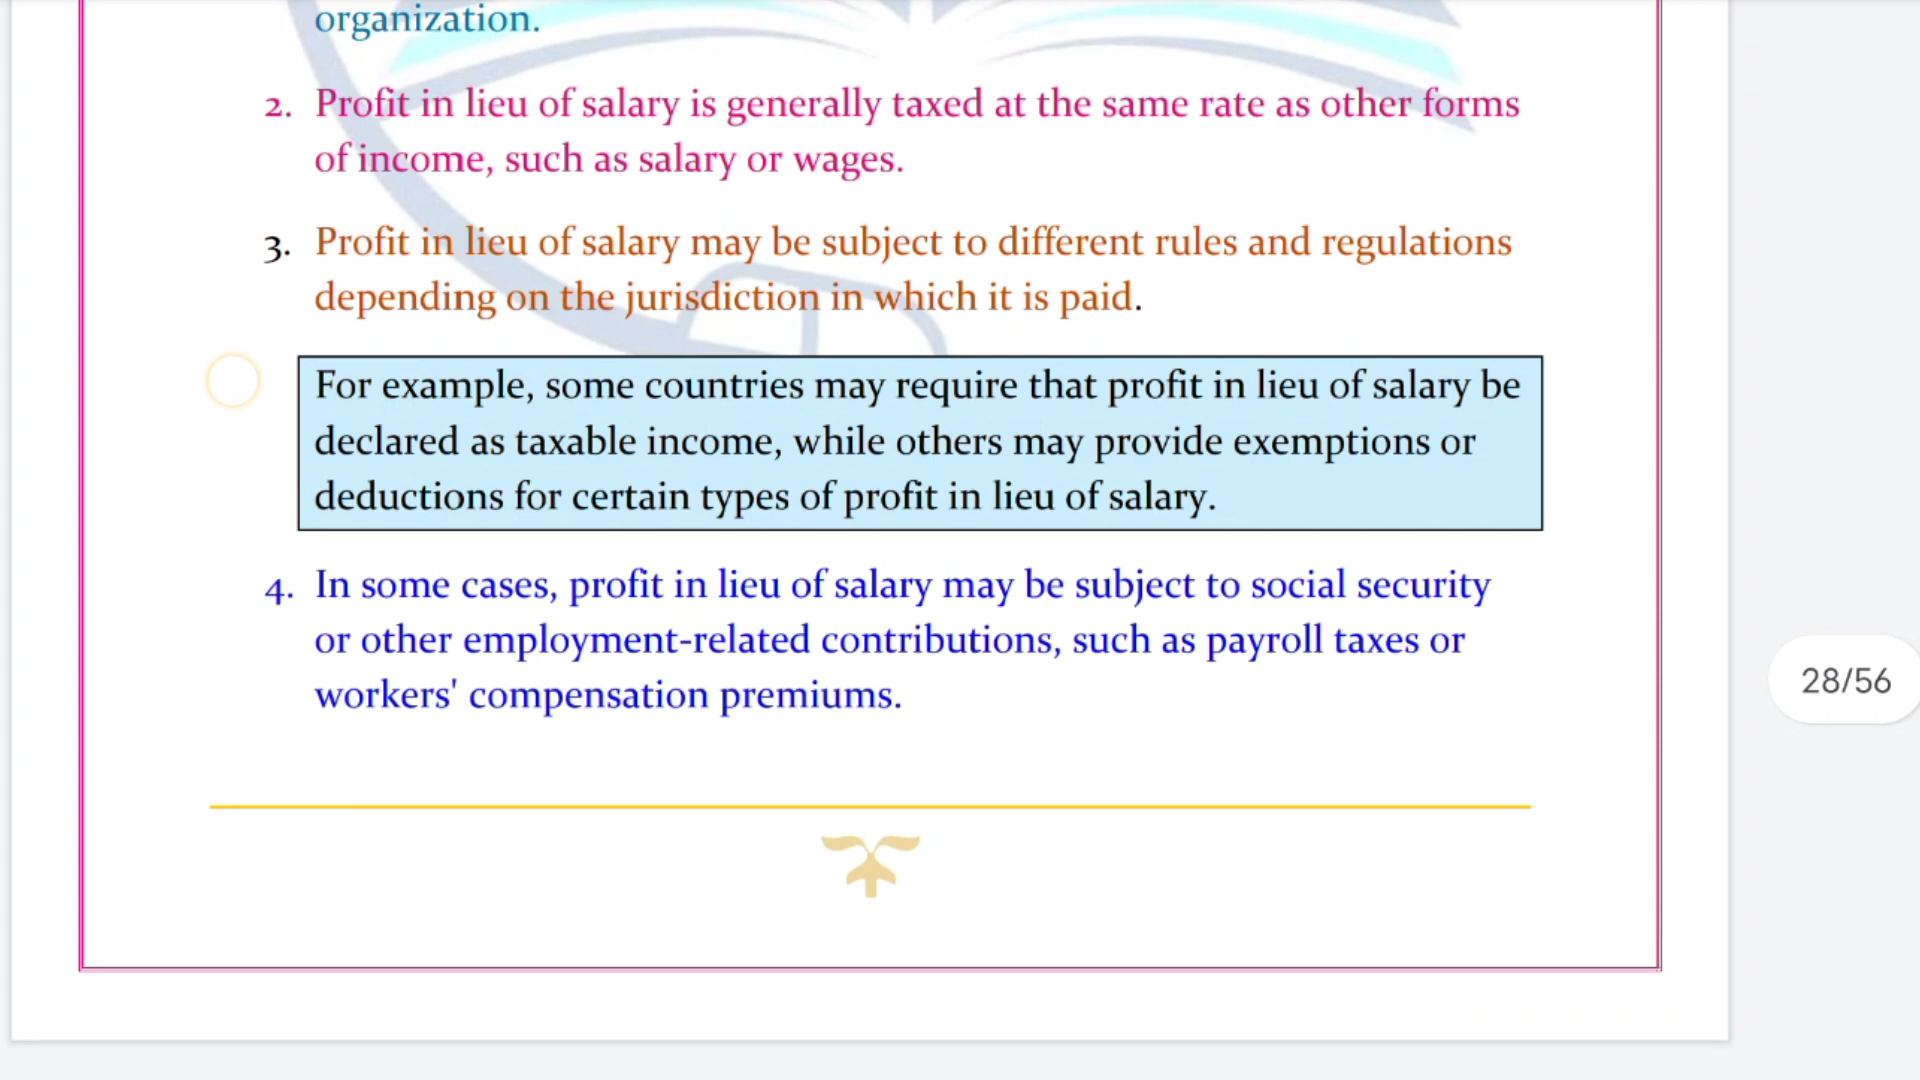 organization.
2. Profit in lieu of salary is generally taxed at the same rate as other forms
of income, such as salary or wages.
3. Profit in lieu of salary may be subject to different rules and regulations
depending on the jurisdiction in which it is paid.
For example, some countries may require that profit in lieu of salary be
declared as taxable income, while others may provide exemptions or
deductions for certain types of profit in lieu of salary.
4. In some cases, profit in lieu of salary may be subject to social security
or other employment-related contributions, such as payroll taxes or
workers' compensation premiums.
28/56